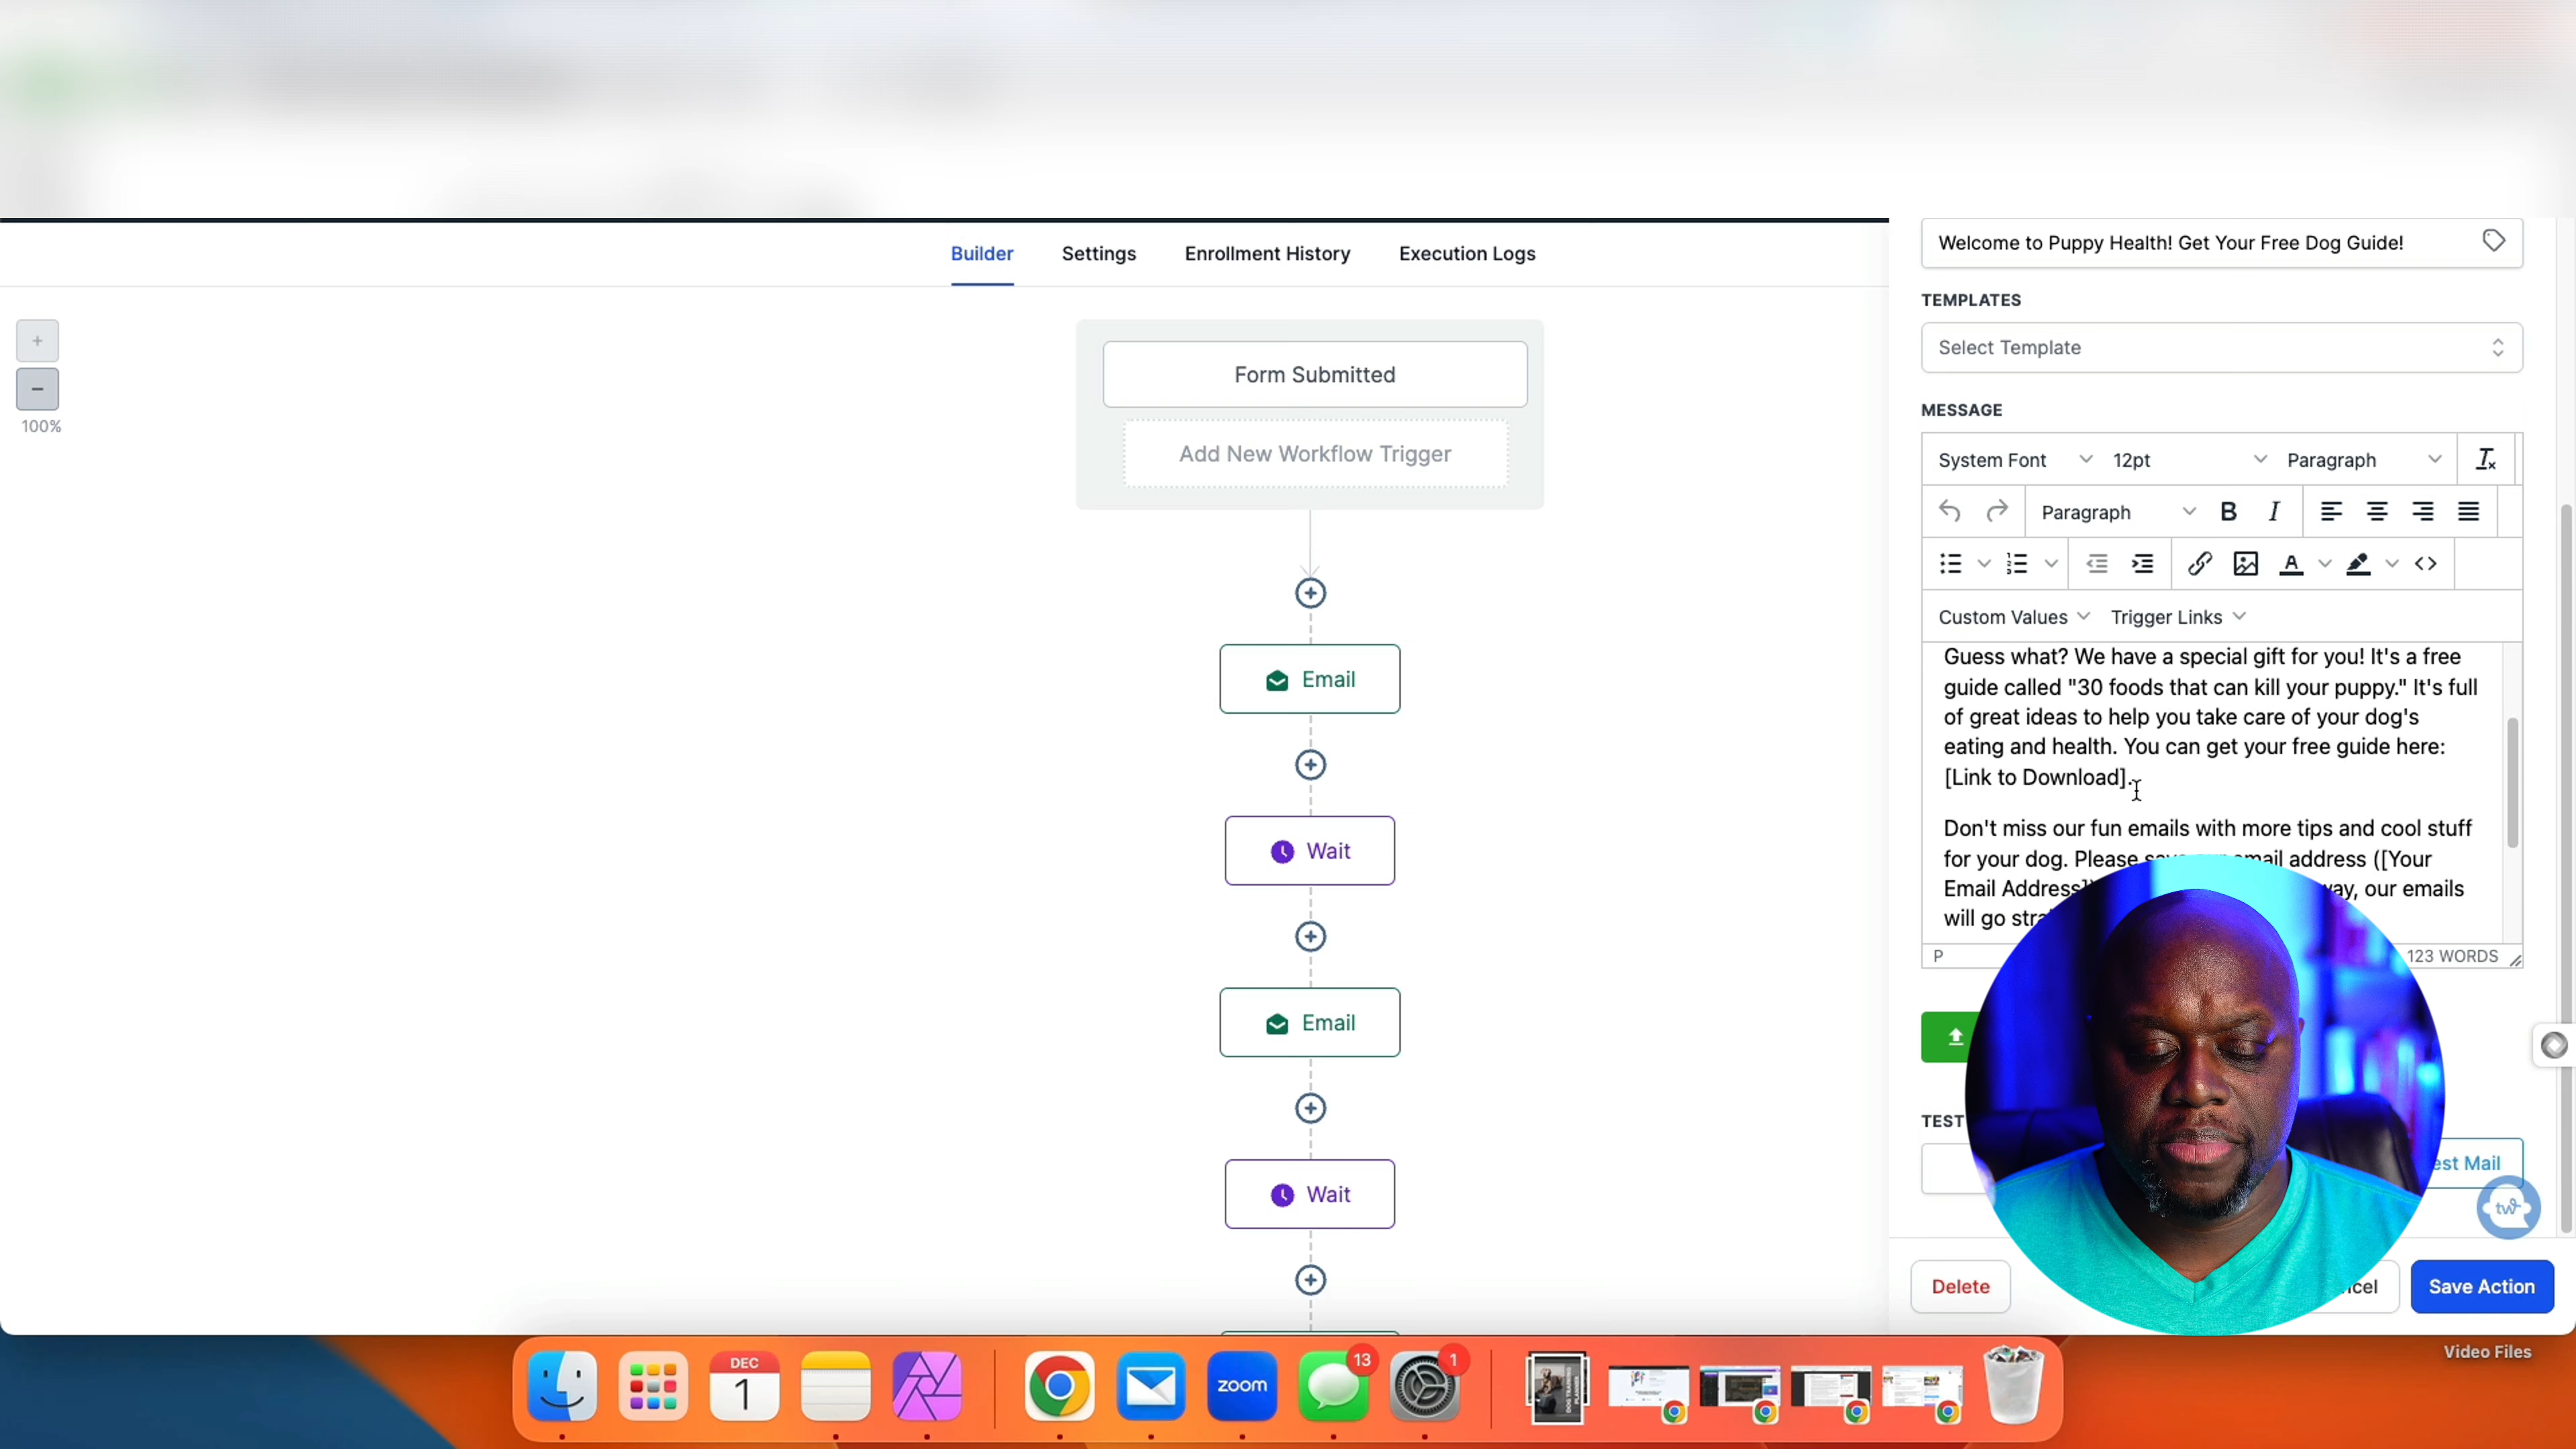 Builder
Settings
Enrollment History
Execution Logs
Welcome to Puppy Health! Get Your Free Dog Guide!
TEMPLATES
Select Template
MESSAGE
System Font
12pt
Paragraph
Paragraph
B
I
Custom Values
Trigger Links
Guess what? We have a special gift for you! It's a free
guide called "30 foods that can kill your puppy." It's full
of great ideas to help you take care of your dog's
eating and health. You can get your free guide here:
[Link to Download].
Don't miss our fun emails with more tips and cool stuff
for your dog. Please email address ([Your
Email Address] our emails
will go
P
123 WORDS
TEST
Mail
Delete
Save Action
100%
Form Submitted
Add New Workflow Trigger
Email
Wait
Email
Wait
DEC
1
zoom
13
1
Video Files